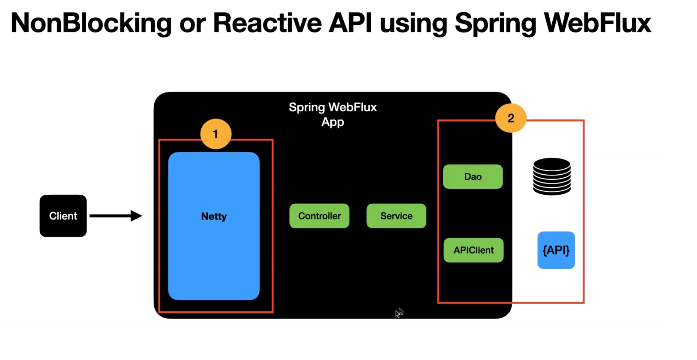 NonBlocking or Reactive API using Spring WebFlux
Spring WebFlux
App
1
2
Client
Netty
Controller
Service
Dao
APIClient
{API}